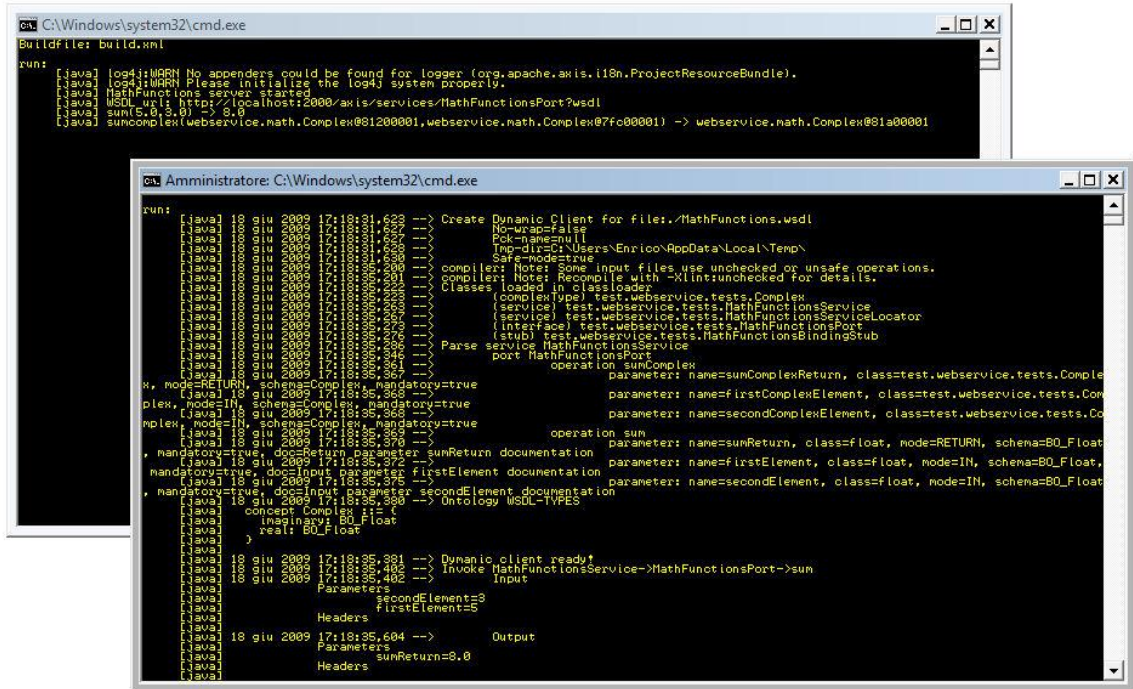 C:\Windows\system32\cmd.exe
Buildfile: build.xml
run:
[java] log4j:WARN No appenders could be found for logger (org.apache.axis.i18n.ProjectResourceBundle).
[java] log4j:WARN Please initialize the log4j system properly.
[java] MathFunctions server started
[java] WSDL url: http://localhost:2000/axis/services/MathFunctionsPort?wsdl
[java] sum(5.0,3.0) -> 8.0
[java] sumcomplex(webservice.math.Complex@81200001,webservice.math.Complex@7fc00001) -> webservice.math.Complex@81a00001
Amministratore: C:\Windows\system32\cmd.exe
run:
[java] 18 giu 2009 17:18:31,623 --> Create Dynamic Client for file:./MathFunctions.wsdl
[java] 18 giu 2009 17:18:31,627 --> No-wrap=false
[java] 18 giu 2009 17:18:31,627 --> Pck-name=null
[java] 18 giu 2009 17:18:31,628 --> Tmp-dir=C:\Users\Enrico\AppData\Local\Temp\
[java] 18 giu 2009 17:18:31,630 --> Safe-mode=true
[java] 18 giu 2009 17:18:35,200 --> compiler: Note: Some input files use unchecked or unsafe operations.
[java] 18 giu 2009 17:18:35,201 --> compiler: Note: Recompile with -Xlint:unchecked for details.
[java] 18 giu 2009 17:18:35,222 --> Classes loaded in classloader
[java] 18 giu 2009 17:18:35,223 --> (complexType) test.webservice.tests.Complex
[java] 18 giu 2009 17:18:35,263 --> (service) test.webservice.tests.MathFunctionsService
[java] 18 giu 2009 17:18:35,267 --> (service) test.webservice.tests.MathFunctionsServiceLocator
[java] 18 giu 2009 17:18:35,273 --> (interface) test.webservice.tests.MathFunctionsPort
[java] 18 giu 2009 17:18:35,276 --> (stub) test.webservice.tests.MathFunctionsBindingStub
[java] 18 giu 2009 17:18:35,286 --> Parse service MathFunctionsService
[java] 18 giu 2009 17:18:35,346 --> port MathFunctionsPort
[java] 18 giu 2009 17:18:35,361 --> operation sumComplex
[java] 18 giu 2009 17:18:35,367 --> parameter: name=sumComplexReturn, class=test.webservice.tests.Comple
x, mode=RETURN, schema=Complex, mandatory=true
[java] 18 giu 2009 17:18:35,368 --> parameter: name=firstComplexElement, class=test.webservice.tests.Com
plex, mode=IN, schema=Complex, mandatory=true
[java] 18 giu 2009 17:18:35,368 --> parameter: name=secondComplexElement, class=test.webservice.tests.Co
mplex, mode=IN, schema=Complex, mandatory=true
[java] 18 giu 2009 17:18:35,369 --> operation sum
[java] 18 giu 2009 17:18:35,370 --> parameter: name=sumReturn, class=float, mode=RETURN, schema=BO_Float
, mandatory=true, doc=Return parameter sumReturn documentation
[java] 18 giu 2009 17:18:35,372 --> parameter: name=firstElement, class=float, mode=IN, schema=BO_Float,
mandatory=true, doc=Input parameter firstElement documentation
[java] 18 giu 2009 17:18:35,375 --> parameter: name=secondElement, class=float, mode=IN, schema=BO_Float
, mandatory=true, doc=Input parameter secondElement documentation
[java] 18 giu 2009 17:18:35,380 --> Ontology WSDL-TYPES
[java] concept Complex ::= {
[java] imaginary: BO_Float
[java] real: BO_Float
[java] }
[java]
[java] 18 giu 2009 17:18:35,381 --> Dymanic client ready!
[java] 18 giu 2009 17:18:35,402 --> Invoke MathFunctionsService->MathFunctionsPort->sum
[java] 18 giu 2009 17:18:35,402 --> Input
[java] Parameters
[java] secondElement=3
[java] firstElement=5
[java] Headers
[java]
[java] 18 giu 2009 17:18:35,604 --> Output
[java] Parameters
[java] sumReturn=8.0
[java] Headers
[java]